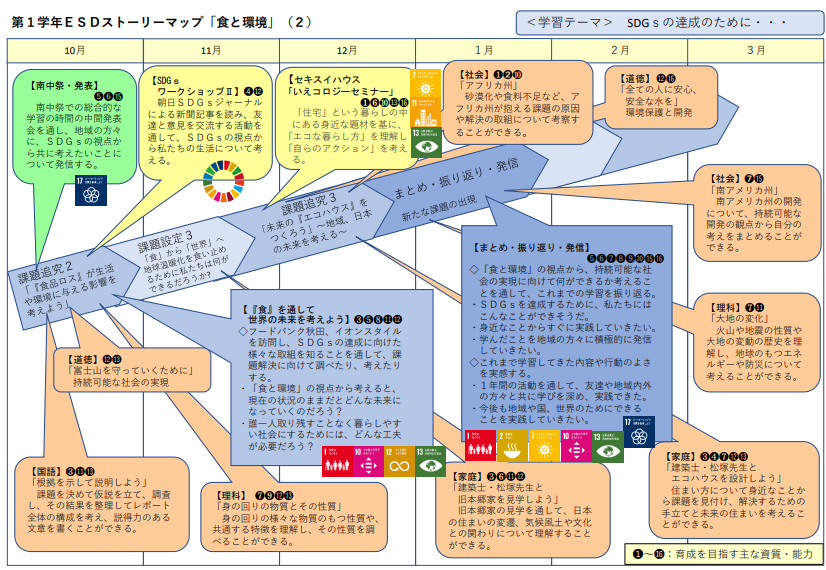 第１学年ＥＳＤストーリーマップ「食と環境」（２）
＜学習テーマ＞　SDGｓの達成のために・・・
10月
11月
12月
１月
２月
３月
【南中祭・発表】
❺❻⓯
南中祭での総合的な
学習の時間の中間発表
会を通し、地域の方々
に、ＳＤＧｓの視点か
ら共に考えたいことに
ついて発信する。
17
【SDGｓ
ワークショップⅡ】❹⓬
朝日ＳＤＧｓジャーナル
による新聞記事を読み、友
達と意見を交流する活動を
通して、ＳＤＧｓの視点か
ら私たちの生活について考
える。
【セキスイハウス
「いえコロジーセミナー」
❶❻❿⓭⓰
「住宅」という暮らしの中
にある身近な題材を基に、
「エコな暮らし方」を理解し
「自らのアクション」を考え
る。
7
11
13
【社会】❶❷❿
「アフリカ州」
砂漠化や食料不足など、ア
フリカが抱える課題の原因
や解決の取組について考察す
ることができる。
【道徳】⓬⓰
「全ての人に安心、
安全な水を」
環境保護と開発
【社会】❼⓯
「南アメリカ州」
南アメリカ州の開発
について、持続可能な
開発の観点から自分の
考えをまとめることが
できる。
課題追究２
「『食品ロス』が生活
や環境に与える影響を
考えよう」
課題設定３
「「食」から「世界」へ
地球温暖化を食い止め
るために私たちは何が
できるだろうか?
課題追究３
「未来の『エコハウス』を
つくろう」～地域、日本
の未来を考える～
まとめ・振り返り・発信
新たな課題の出現
【『食』を通して
世界の未来を考えよう】❸❺❽⓫⓬
◇フードバンク秋田、イオンスタイル
を訪問し、ＳＤＧｓの達成に向けた
様々な取組を知ることを通して、課
題解決に向けて調べたり、考えたり
する。
・「食と環境」の視点から考えると、
現在の状況のままだとどんな未来に
なっていくのだろう？
・誰一人取り残すことなく暮らしやす
い社会にするためには、どんな工夫
が必要だろう？
1
10
12
13
【まとめ・振り返り・発信】
❺❻❼❽❾❿⓯⓰
◇「食と環境」の視点から、持続可能な社
会の実現に向けて何ができるか考えるこ
とを通して、これまでの学習を振り返る。
・ＳＤＧｓを達成するために、私たちには
こんなことができそうだ。
・身近なことからすぐに実践していきたい。
・学んだことを地域の方々に積極的に発信
していきたい。
◇これまで学習してきた内容や行動のよさ
を実感する。
・１年間の活動を通して、友達や地域内外
の方々と共に学びを深め、実践できた。
・今後も地域や国、世界のためにできる
ことを実践していきたい。
1
2
7
10
13
17
【理科】❼⓫
「大地の変化」
火山や地震の性質や
大地の変動の歴史を理
解し、地球のもつエネ
ルギーや防災について
考えることができる。
【道徳】⓬⓭
「富士山を守っていくために」
持続可能な社会の実現
【国語】❸⓫⓭
「根拠を示して説明しよう」
課題を決めて仮説を立て、調査
し、その結果を整理してレポート
全体の構成を考え、説得力のある
文章を書くことができる。
【理科】 ❼❾⓬⓭
「身の回りの物質とその性質」
身の回りの様々な物質のもつ性質や、
共通する特徴を理解し、その性質を調
べることができる。
【家庭】❸❻⓫⓬
「建築士・松塚先生と
旧本郷家を見学しよう」
旧本郷家の見学を通して、日本
の住まいの変遷、気候風土や文化
との関わりについて理解すること
ができる。
【家庭】❸❹❼⓬⓭
「建築士・松塚先生と
エコハウスを設計しよう」
住まい方について身近なことか
ら課題を見付け、解決するための
手立てと未来の住まいを考えるこ
とができる。
❶～⓰：育成を目指す主な資質・能力